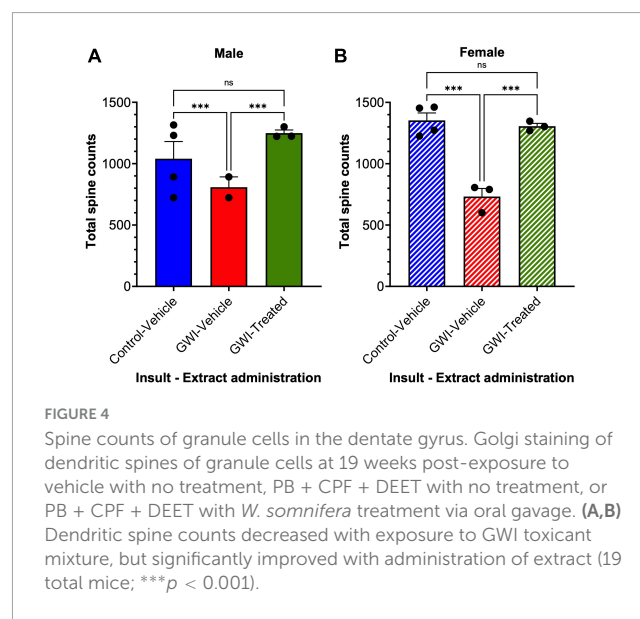 A
Male
ns
***
***
Total spine counts
1500
1000
500
0
Control-Vehicle
GWI-Vehicle
GWI-Treated
Insult - Extract administration
B
Female
ns
***
***
Total spine counts
1500
1000
500
0
Control-Vehicle
GWI-Vehicle
GWI-Treated
Insult - Extract administration
FIGURE 4
Spine counts of granule cells in the dentate gyrus. Golgi staining of
dendritic spines of granule cells at 19 weeks post-exposure to
vehicle with no treatment, PB + CPF + DEET with no treatment, or
PB + CPF + DEET with W. somnifera treatment via oral gavage. (A,B)
Dendritic spine counts decreased with exposure to GWI toxicant
mixture, but significantly improved with administration of extract (19
total mice; ***p < 0.001).